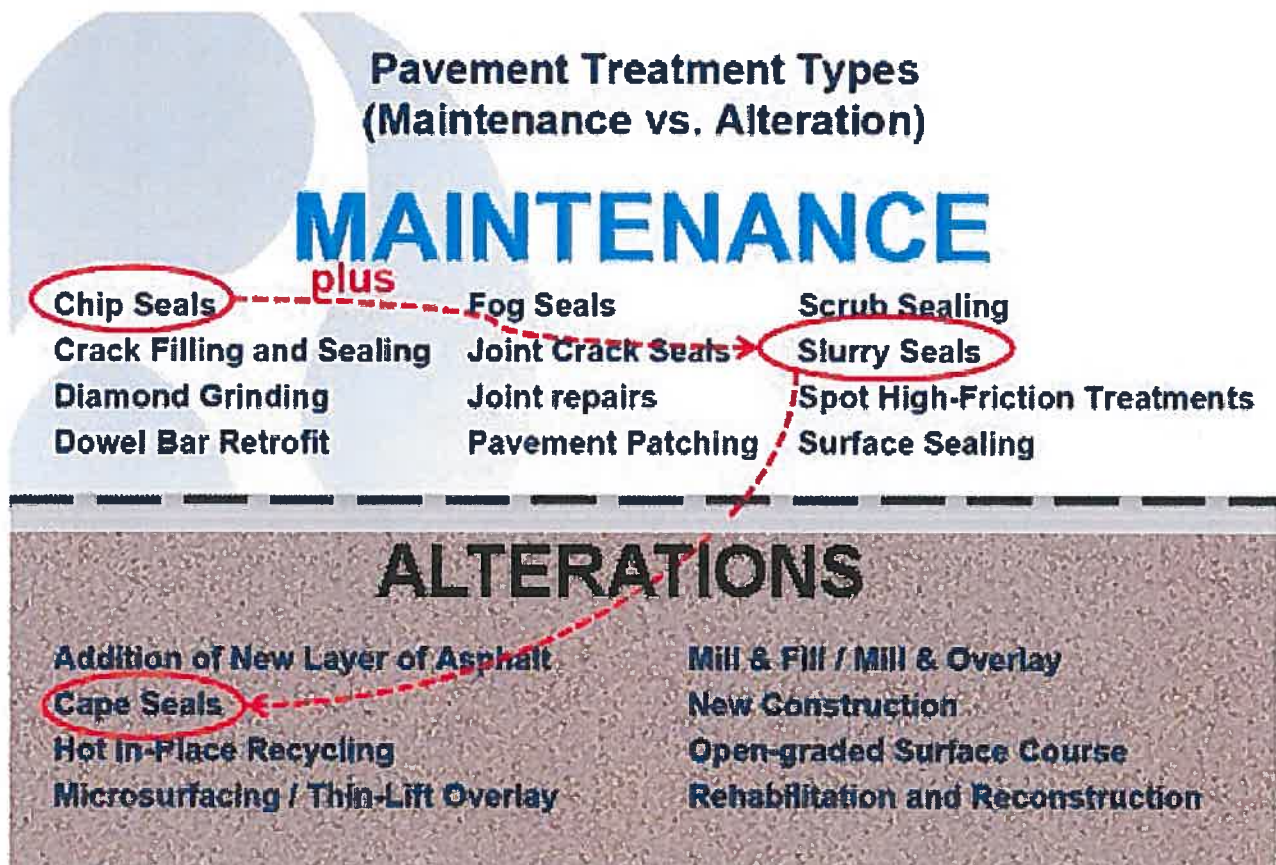 Pavement Treatment Types
(Maintenance vs. Alteration)
MAINTENANCE
plus
Chip Seals
Fog Seals
Scrub Sealing
Crack Filling and Sealing
Joint Crack Seals
Slurry Seals
Diamond Grinding
Joint repairs
Spot High-Friction Treatments
Dowel Bar Retrofit
Pavement Patching
Surface Sealing
ALTERATIONS
Addition of New Layer of Asphalt
Mill & Fill / Mill & Overlay
Cape Seals
New Construction
Hot In-Place Recycling
Open-graded Surface Course
Microsurfacing / Thin-Lift Overlay
Rehabilitation and Reconstruction